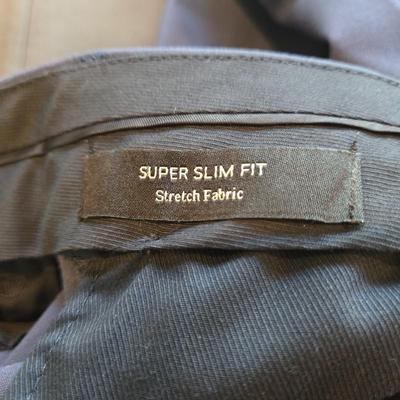 SUPER SLIM FIT
Stretch Fabric